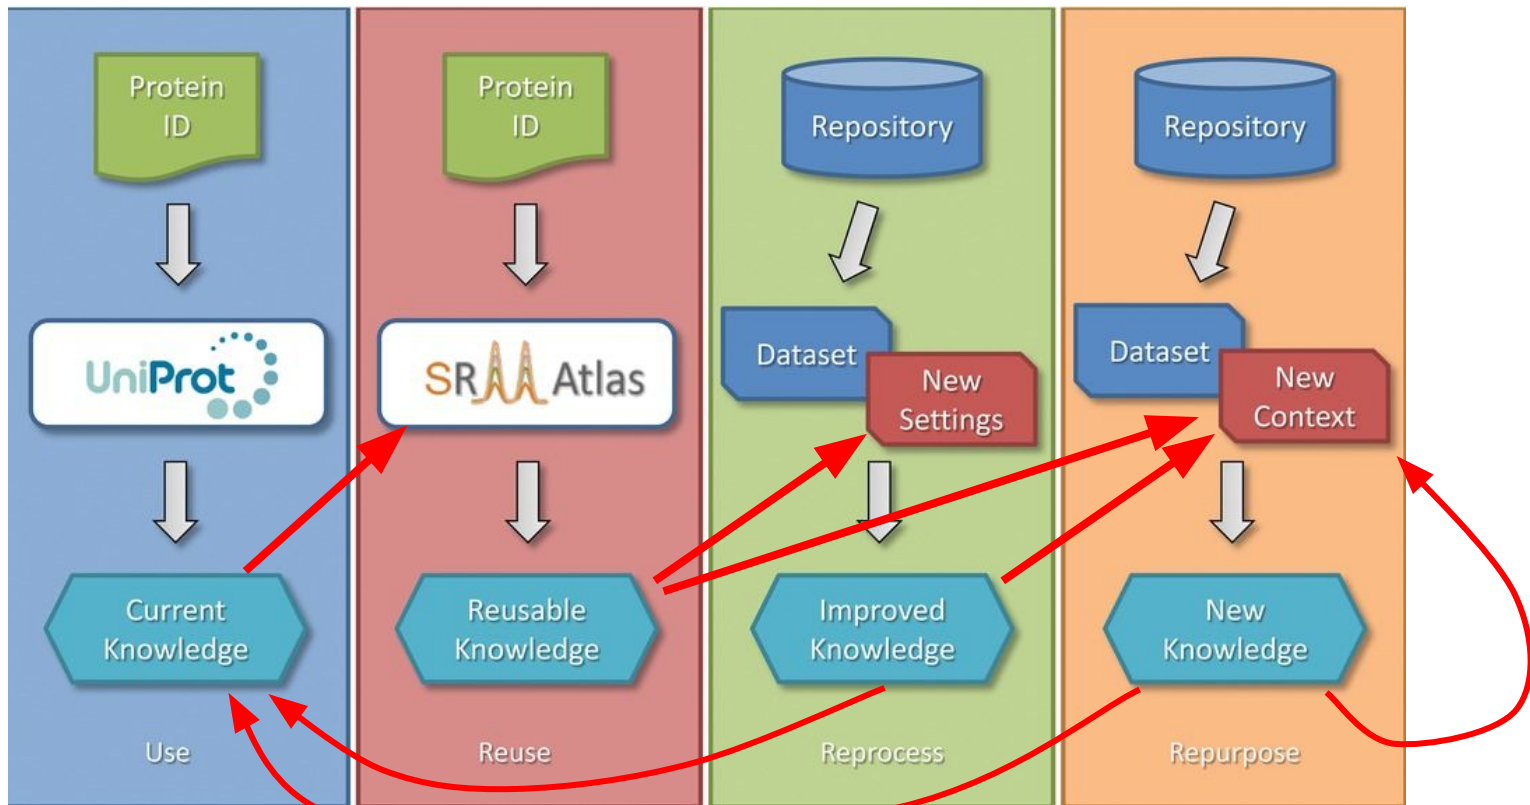 Protein
ID
UniProt
Current
Knowledge
Use
Protein
ID
SRM Atlas
Reusable
Knowledge
Reuse
Repository
Dataset
New
Settings
Improved
Knowledge
Reprocess
Repository
Dataset
New
Context
New
Knowledge
Repurpose